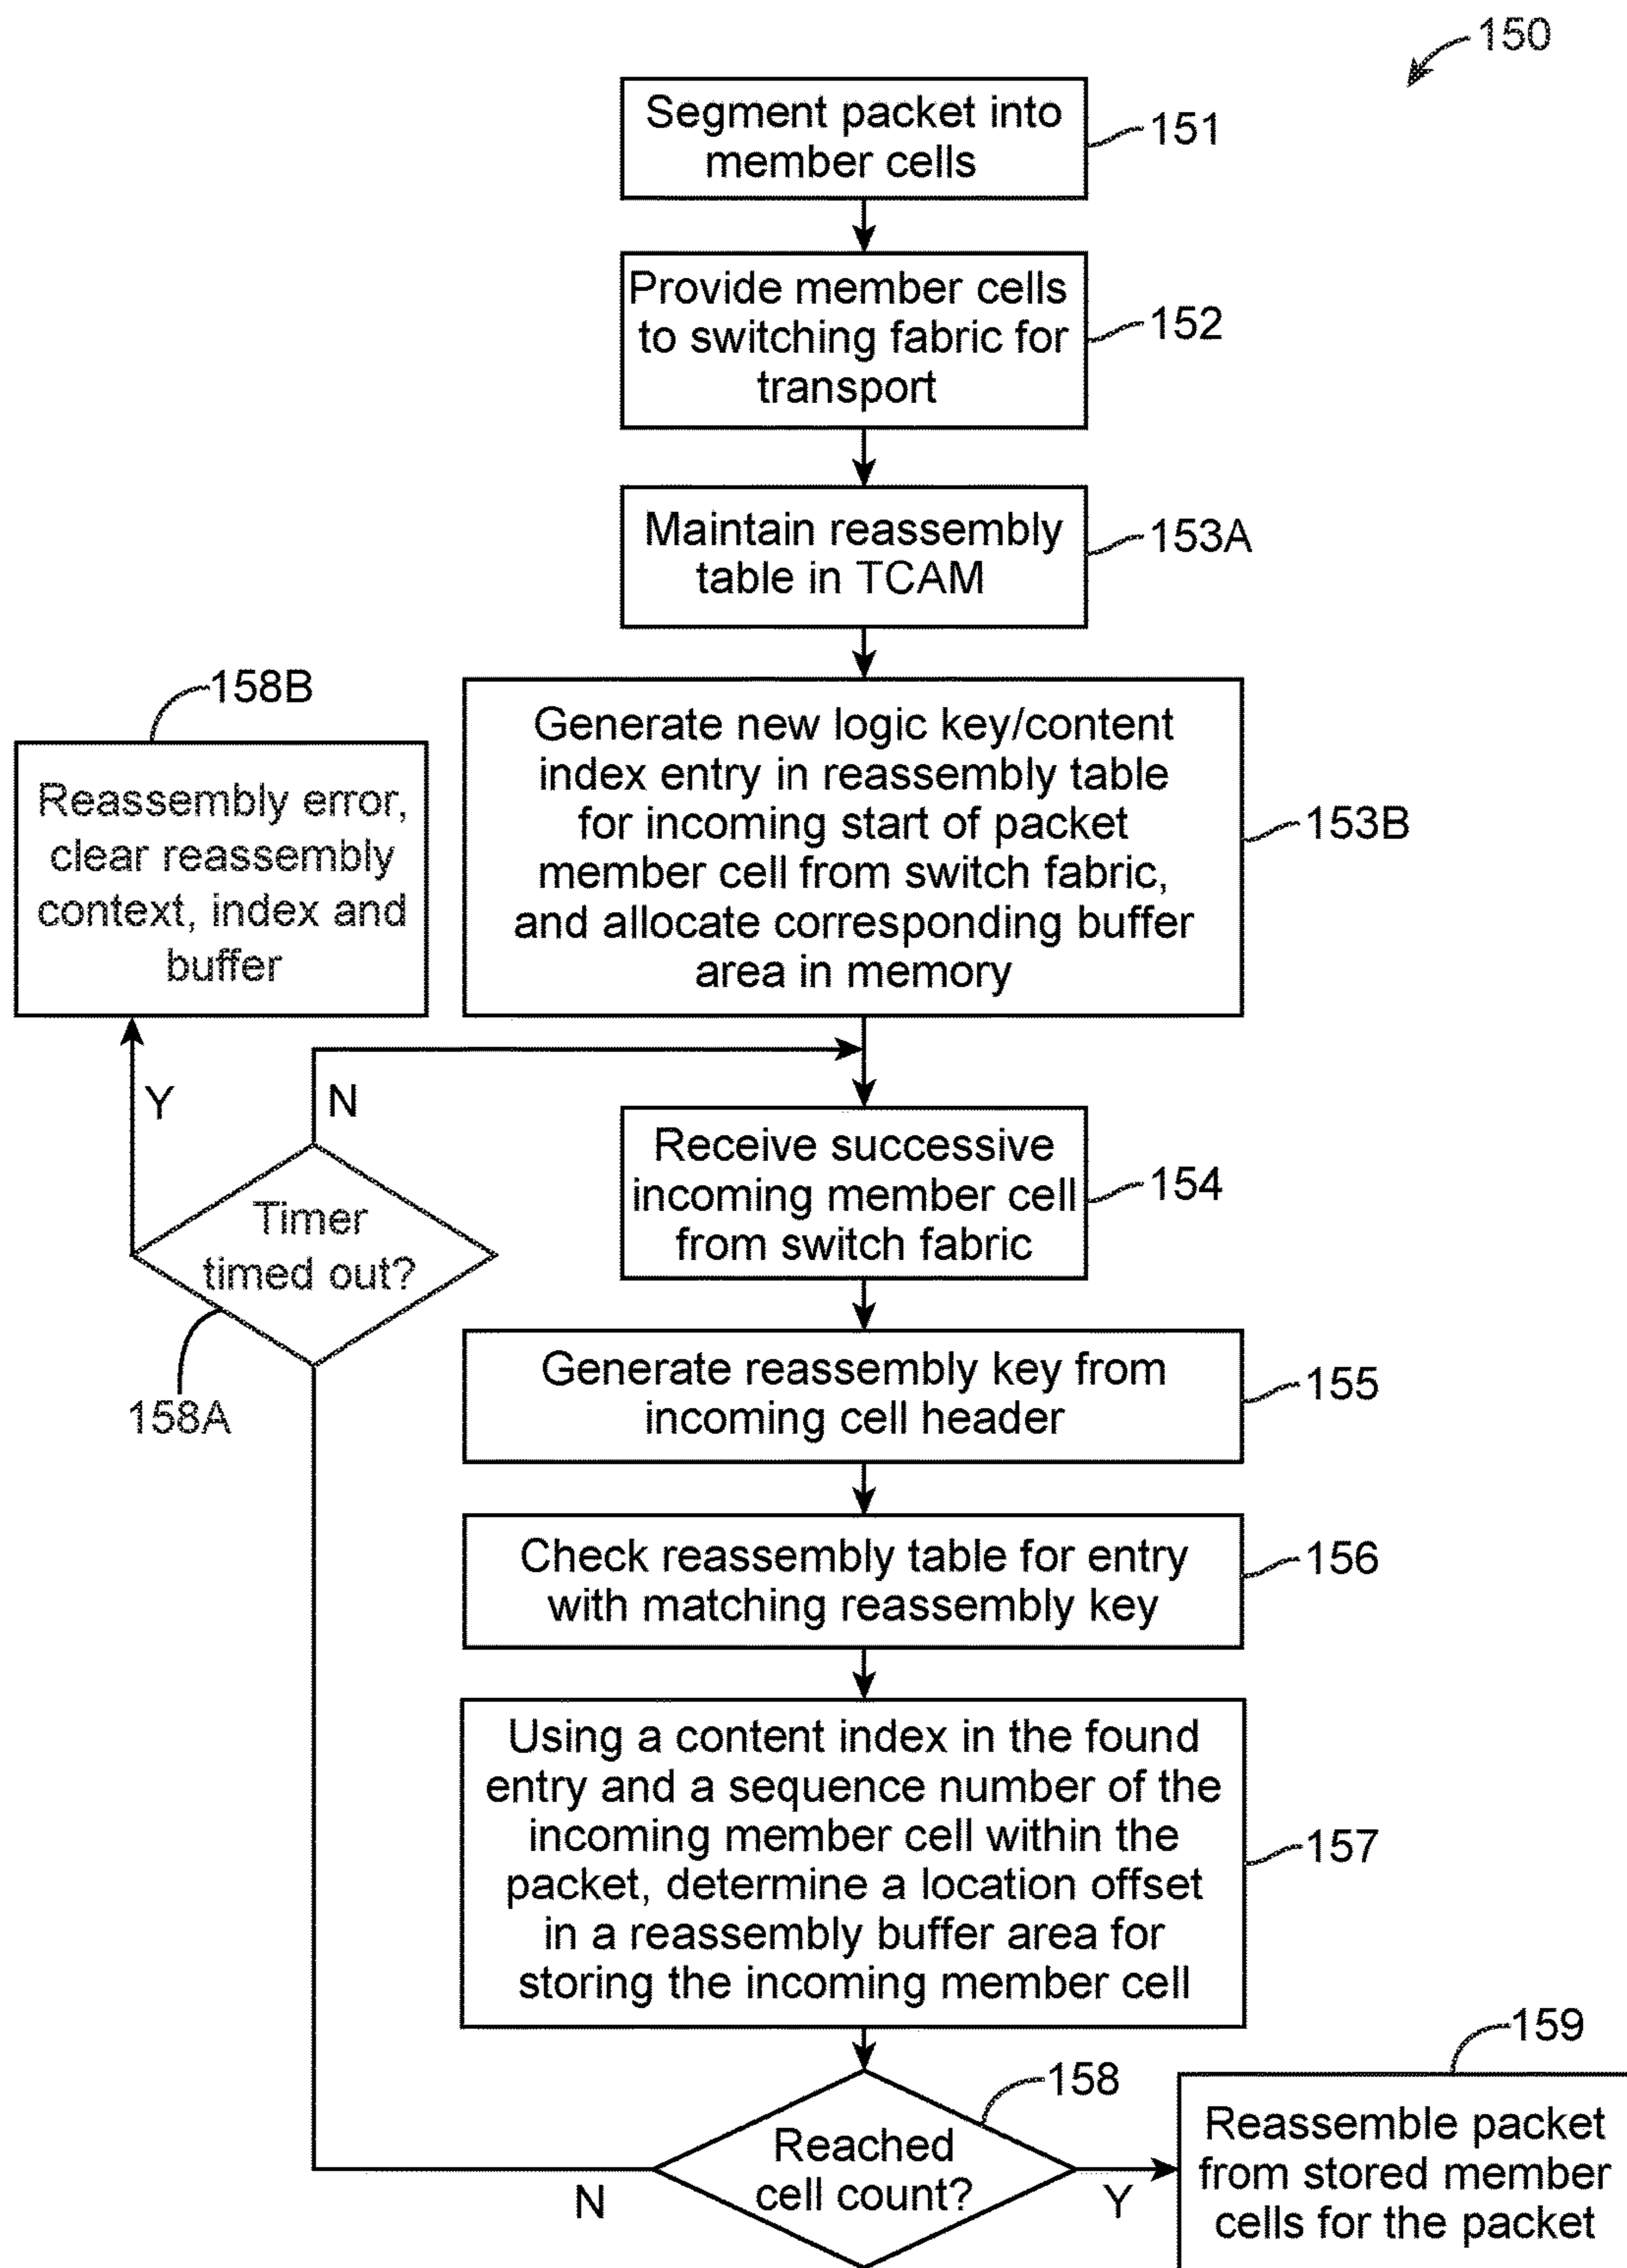 150
Segment packet into
member cells
151
Provide member cells
to switching fabric for
transport
152
Maintain reassembly
table in TCAM
153A
Generate new logic key/content
index entry in reassembly table
for incoming start of packet
member cell from switch fabric,
and allocate corresponding buffer
area in memory
153B
158B
Reassembly error,
clear reassembly
context, index and
buffer
Y
N
Timer
timed out?
158A
Receive successive
incoming member cell
from switch fabric
154
Generate reassembly key from
incoming cell header
155
Check reassembly table for entry
with matching reassembly key
156
Using a content index in the found
entry and a sequence number of the
incoming member cell within the
packet, determine a location offset
in a reassembly buffer area for
storing the incoming member cell
157
Reached
cell count?
158
N
Y
159
Reassemble packet
from stored member
cells for the packet